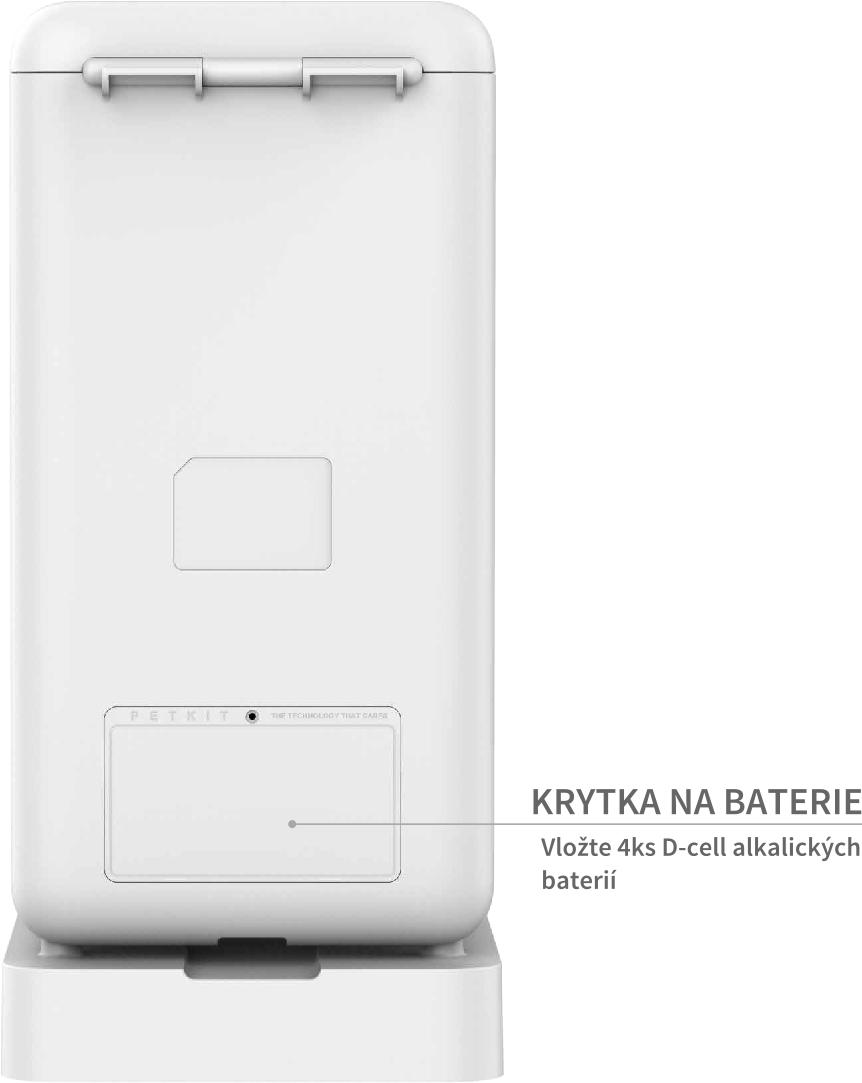 PETKIT THE TECHNOLOGY THAT CARES
KRYTKA NA BATERIE
Vložte 4ks D-cell alkalických
baterií